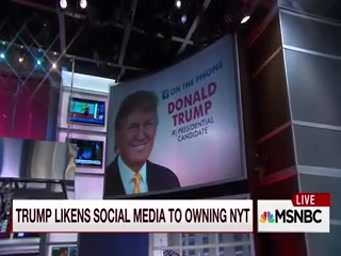 ON THE PHONE
DONALD
TRUMP
(R) PRESIDENTIAL
CANDIDATE
LIVE
TRUMP LIKENS SOCIAL MEDIA TO OWNING NYT
MSNBC